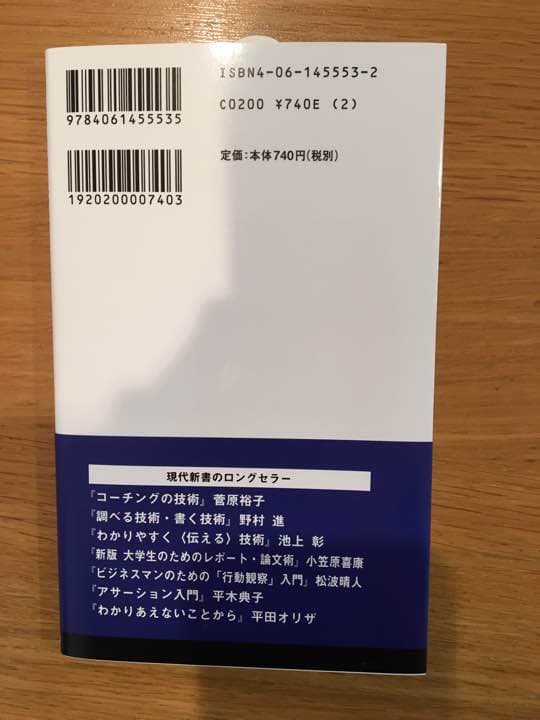 ISBN4-06-145553-2
9784061455535
C0200 ¥740E (2)
定価:本体740円(税別)
1920200007403
現代新書のロングセラー
『コーチングの技術』菅原裕子
『調べる技術・書く技術』野村 進
『わかりやすく〈伝える〉技術』池上 彰
『新版 大学生のためのレポート・論文術』小笠原喜康
『ビジネスマンのための「行動観察」入門』松波晴人
『アサーション入門』平木典子
『わかりあえないことから』平田オリザ